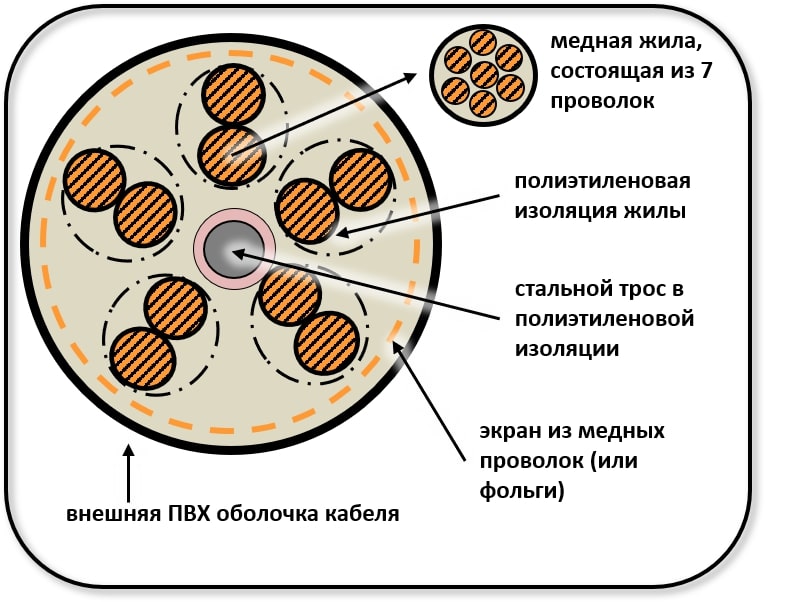 медная жила,
состоящая из 7
проволок
полиэтиленовая
изоляция жилы
стальной трос в
полиэтиленовой
изоляции
экран из медных
проволок (или
фольги)
внешняя ПВХ оболочка кабеля